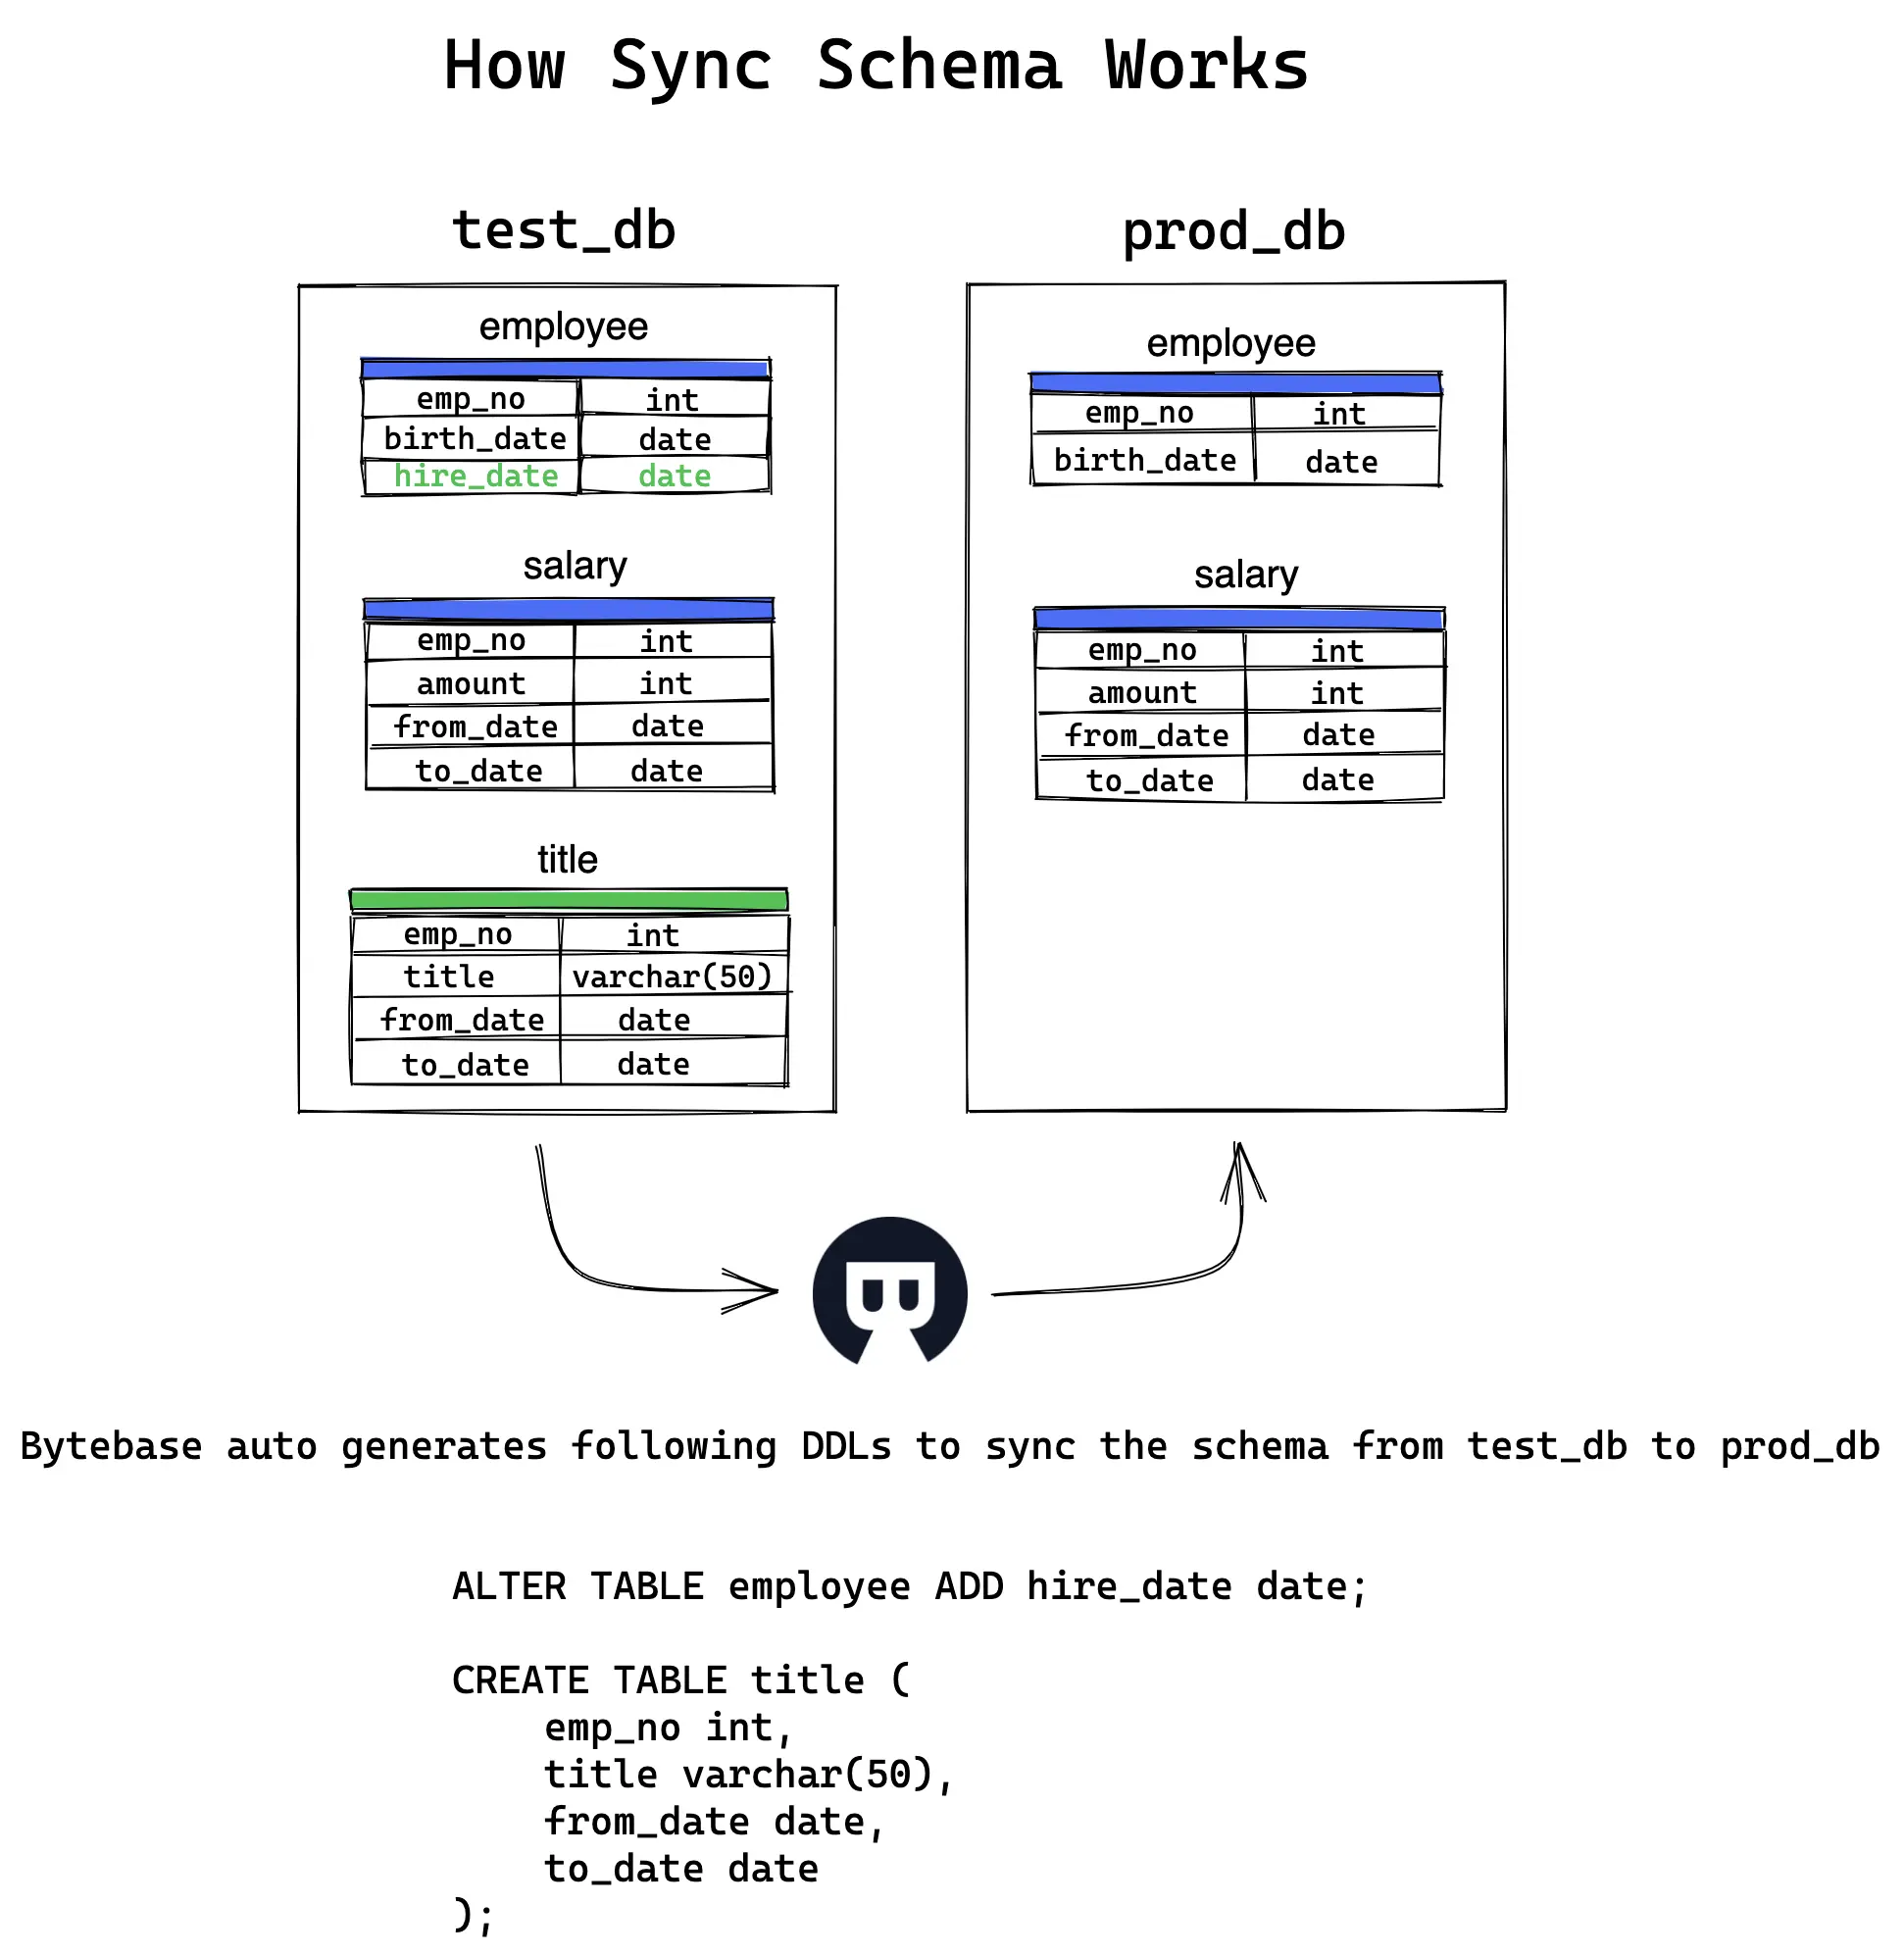 How Sync Schema Works
test_db
employee
emp_no int
birth_date date
hire_date date
salary
emp_no int
amount int
from_date date
to_date date
title
emp_no int
title varchar(50)
from_date date
to_date date
prod_db
employee
emp_no int
birth_date date
salary
emp_no int
amount int
from_date date
to_date date
Bytebase auto generates following DDLs to sync the schema from test_db to prod_db
ALTER TABLE employee ADD hire_date date;
CREATE TABLE title (
emp_no int,
title varchar(50),
from_date date,
to_date date
);